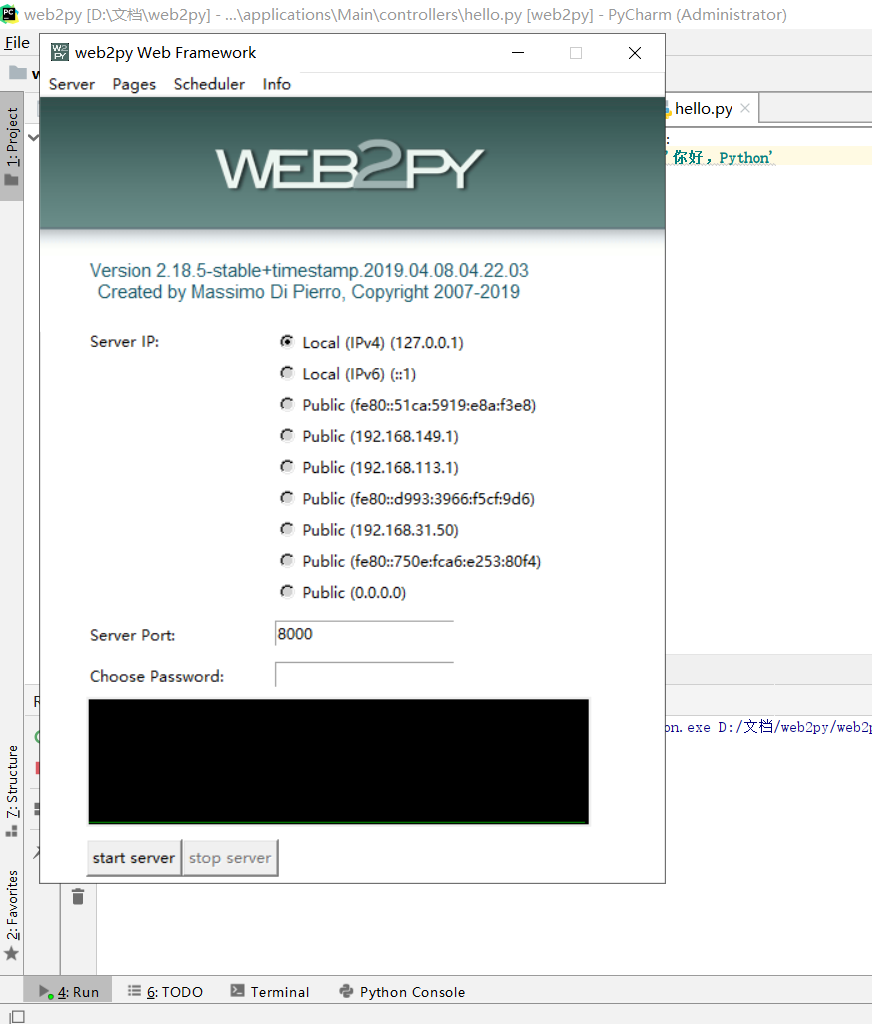 web2py [D:\文档\web2py] - ...\applications\Main\controllers\hello.py [web2py] - PyCharm (Administrator)
File
web2py Web Framework
Server Pages Scheduler Info
1: Project
hello.py
WEB2PY
:
'你好，Python'
Version 2.18.5-stable+timestamp.2019.04.08.04.22.03
Created by Massimo Di Pierro, Copyright 2007-2019
Server IP:
Local (IPv4) (127.0.0.1)
Local (IPv6) (::1)
Public (fe80::51ca:5919:e8a:f3e8)
Public (192.168.149.1)
Public (192.168.113.1)
Public (fe80::d993:3966:f5cf:9d6)
Public (192.168.31.50)
Public (fe80::750e:fca6:e253:80f4)
Public (0.0.0.0)
Server Port: 8000
Choose Password:
on.exe D:/文档/web2py/web2p
7: Structure
start server stop server
2: Favorites
4: Run 6: TODO Terminal Python Console